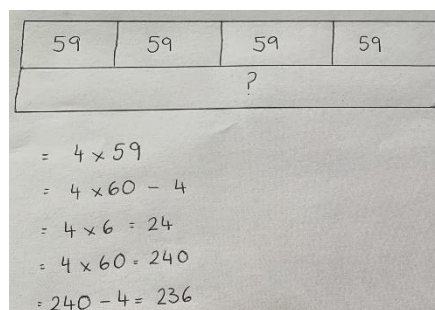 59 59 59 59
?
= 4 × 59
= 4 × 60 - 4
= 4 × 6 = 24
= 4 × 60 = 240
= 240 - 4 = 236